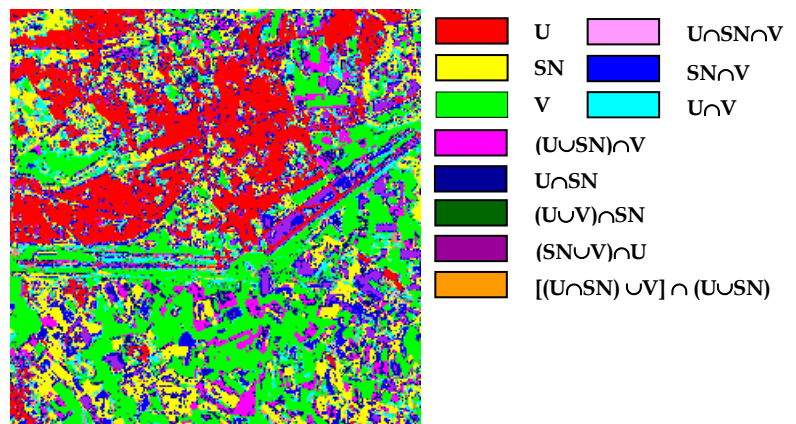 U U∩SN∩V
SN SN∩V
V U∩V
(U∪SN)∩V
U∩SN
(U∪V)∩SN
(SN∪V)∩U
[(U∩SN) ∪V] ∩ (U∪SN)